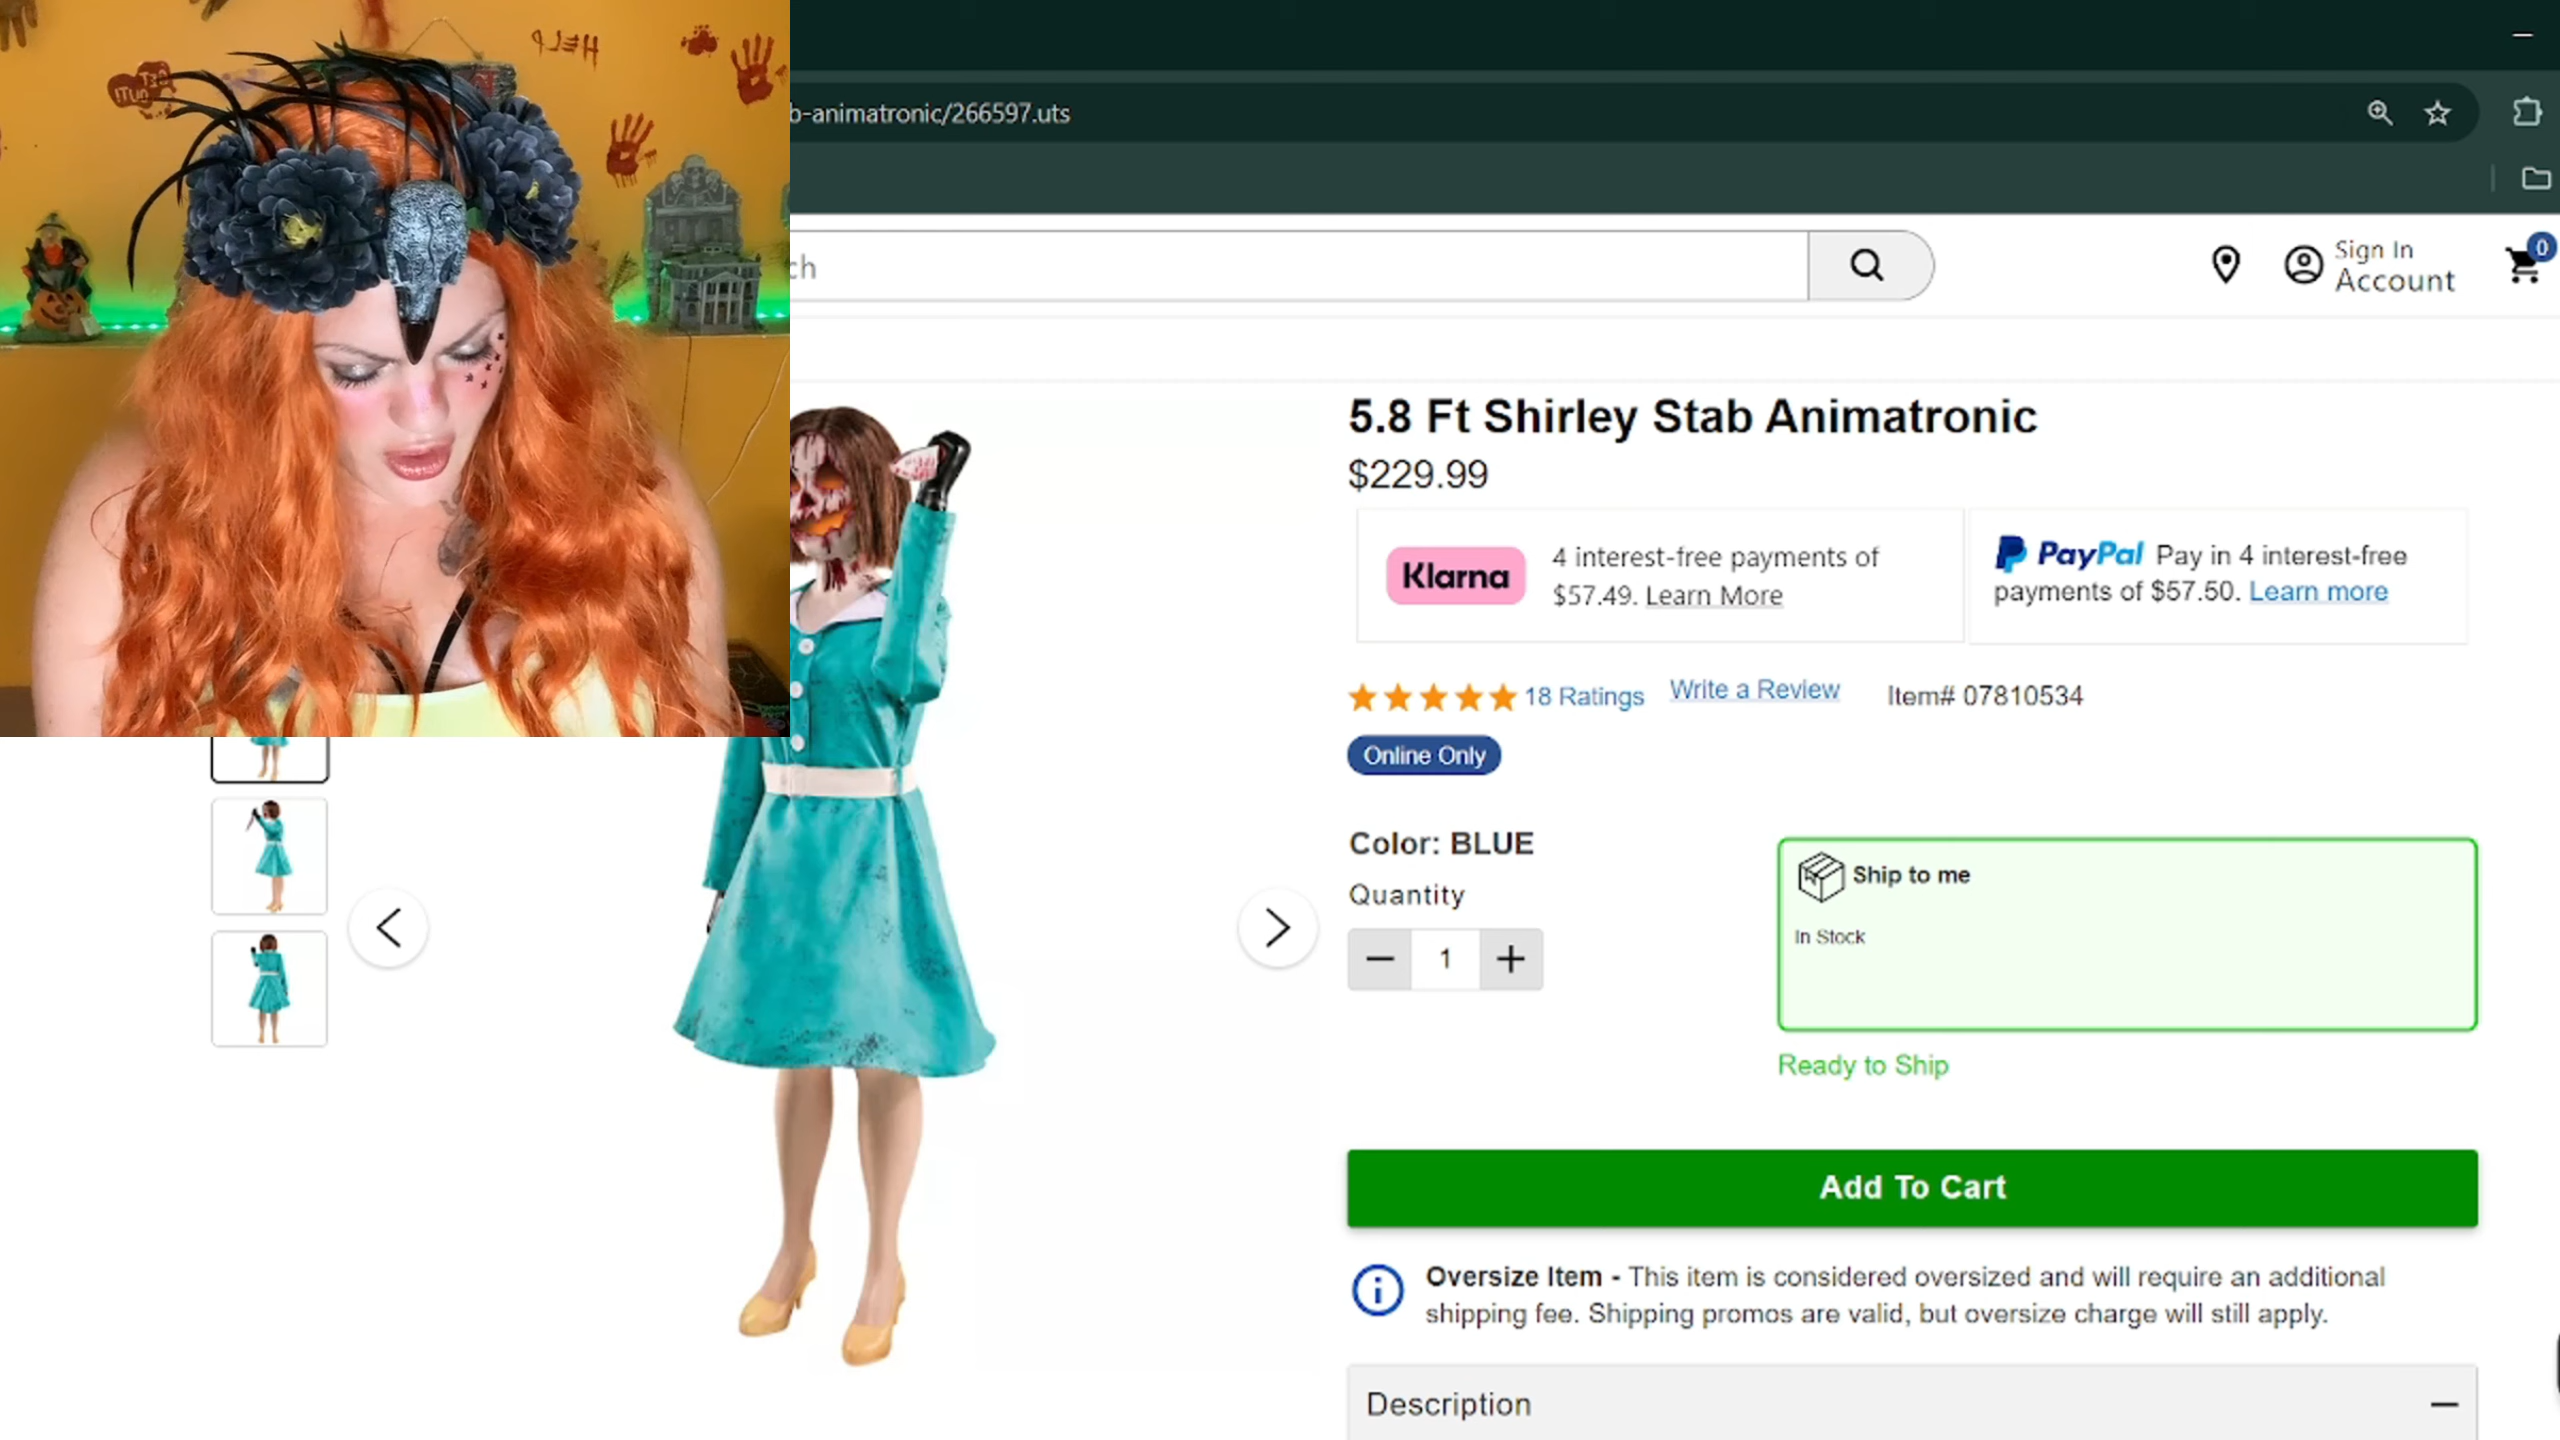 HELP
b-animatronic/266597.uts
ch
Sign In
Account
0
5.8 Ft Shirley Stab Animatronic
$229.99
Klarna
4 interest-free payments of
$57.49. Learn More
PayPal Pay in 4 interest-free
payments of $57.50. Learn more
18 Ratings
Write a Review
Item# 07810534
Online Only
Color: BLUE
Quantity
1
Ship to me
In Stock
Ready to Ship
Add To Cart
Oversize Item - This item is considered oversized and will require an additional
shipping fee. Shipping promos are valid, but oversize charge will still apply.
Description